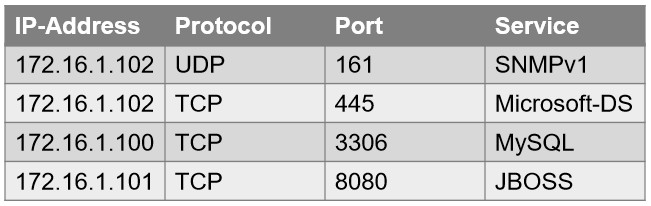 IP-Address Protocol Port Service
172.16.1.102 UDP 161 SNMPv1
172.16.1.102 TCP 445 Microsoft-DS
172.16.1.100 TCP 3306 MySQL
172.16.1.101 TCP 8080 JBOSS